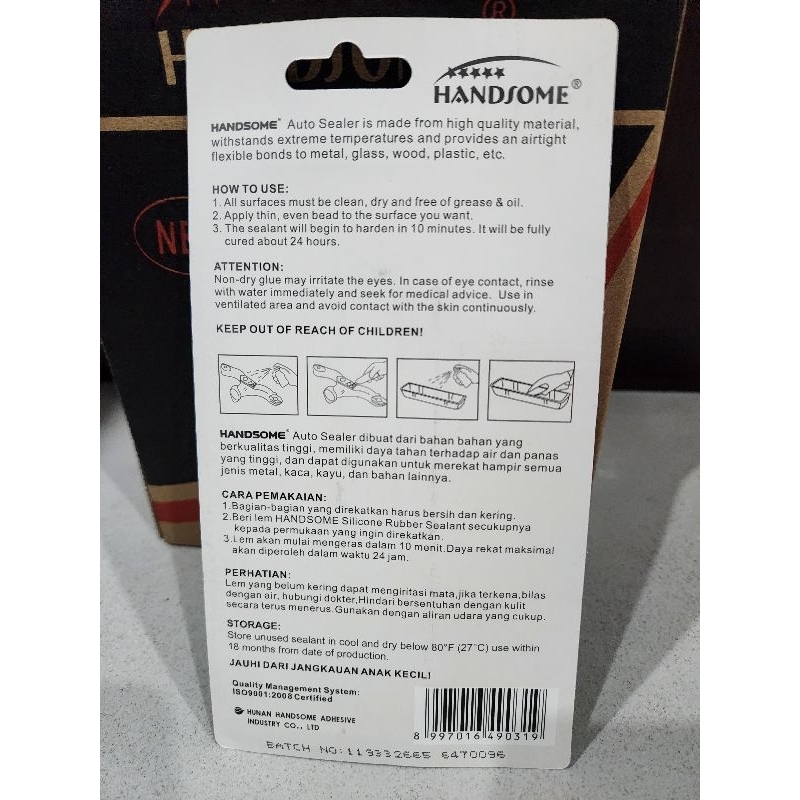 HANDSOME®
HANDSOME® Auto Sealer is made from high quality material,
withstands extreme temperatures and provides an airtight
flexible bonds to metal, glass, wood, plastic, etc.
HOW TO USE:
1. All surfaces must be clean, dry and free of grease & oil.
2. Apply thin, even bead to the surface you want.
3. The sealant will begin to harden in 10 minutes. It will be fully
cured about 24 hours.
ATTENTION:
Non-dry glue may irritate the eyes. In case of eye contact, rinse
with water immediately and seek for medical advice. Use in
ventilated area and avoid contact with the skin continuously.
KEEP OUT OF REACH OF CHILDREN!
HANDSOME® Auto Sealer dibuat dari bahan bahan yang
berkualitas tinggi, memiliki daya tahan terhadap air dan panas
yang tinggi, dan dapat digunakan untuk merekat hampir semua
jenis metal, kaca, kayu, dan bahan lainnya.
CARA PEMAKAIAN:
1.Bagian-bagian yang direkatkan harus bersih dan kering.
2.Beri lem HANDSOME Silicone Rubber Sealant secukupnya
kepada permukaan yang ingin direkatkan.
3.Lem akan mulai mengeras dalam 10 menit.Daya rekat maksimal
akan diperoleh dalam waktu 24 jam.
PERHATIAN:
Lem yang belum kering dapat mengiritasi mata,jika terkena,bilas
dengan air, hubungi dokter,Hindari bersentuhan dengan kulit
secara terus menerus.Gunakan dengan aliran udara yang cukup.
STORAGE:
Store unused sealant in cool and dry below 80°F (27°C) use within
18 months from date of production.
JAUHI DARI JANGKAUAN ANAK KECIL!
Quality Management System:
ISO9001:2008 Certified
HUNAN HANDSOME ADHESIVE
INDUSTRY CO., LTD
8 997016 490319
BATCH NO: 119332665 6470096